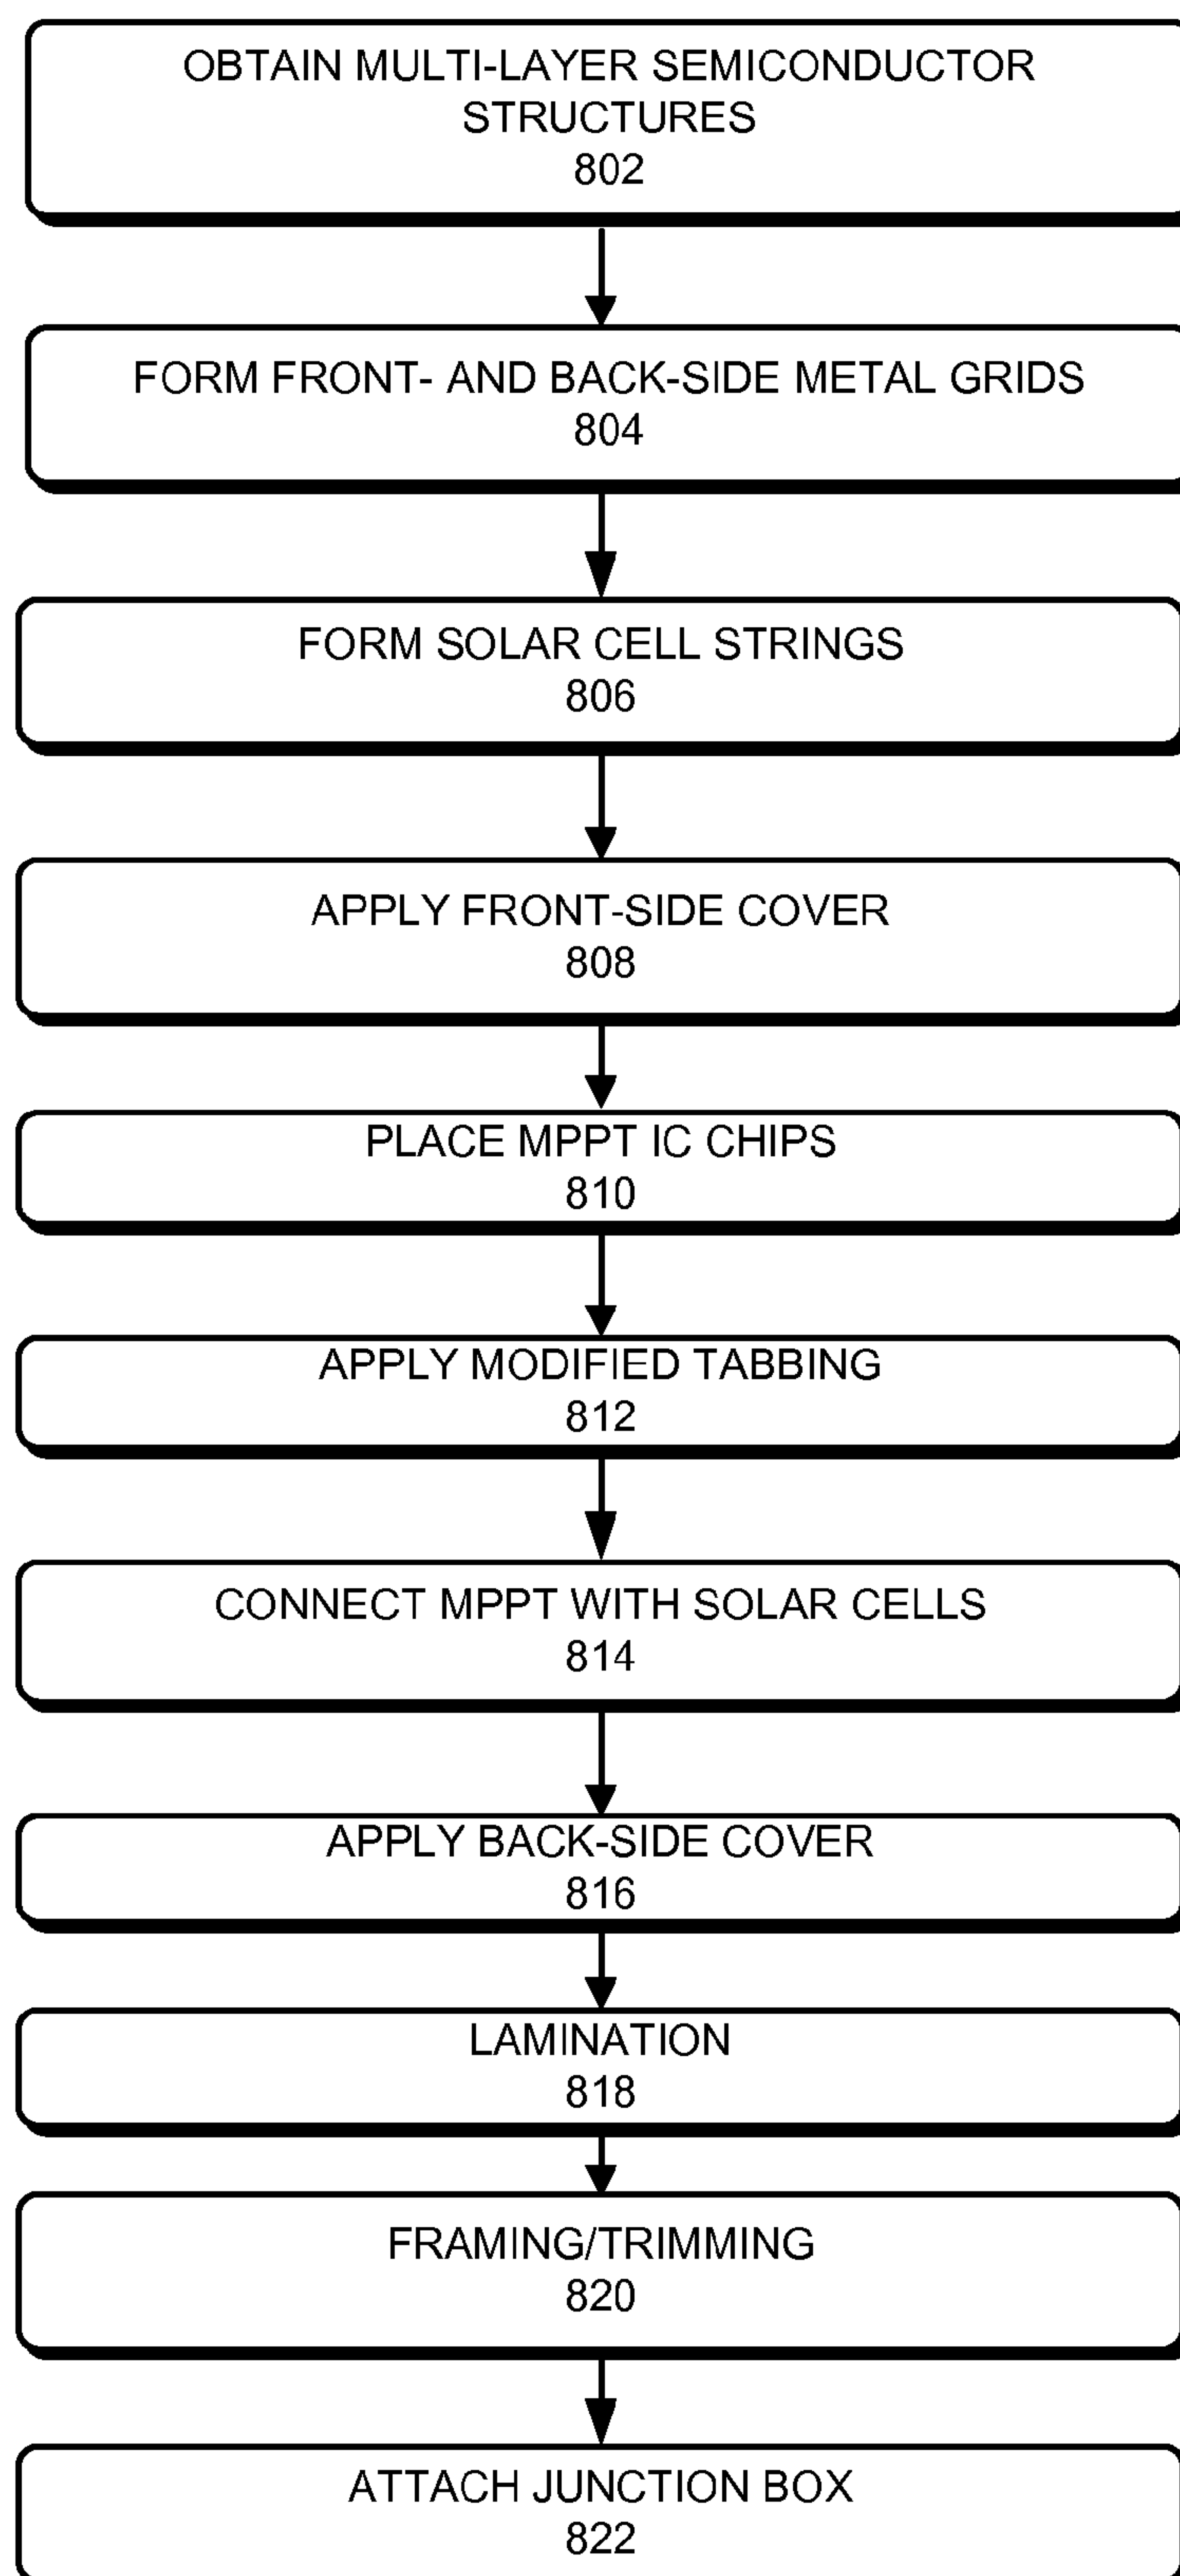 OBTAIN MULTI-LAYER SEMICONDUCTOR
STRUCTURES
802
FORM FRONT- AND BACK-SIDE METAL GRIDS
804
FORM SOLAR CELL STRINGS
806
APPLY FRONT-SIDE COVER
808
PLACE MPPT IC CHIPS
810
APPLY MODIFIED TABBING
812
CONNECT MPPT WITH SOLAR CELLS
814
APPLY BACK-SIDE COVER
816
LAMINATION
818
FRAMING/TRIMMING
820
ATTACH JUNCTION BOX
822